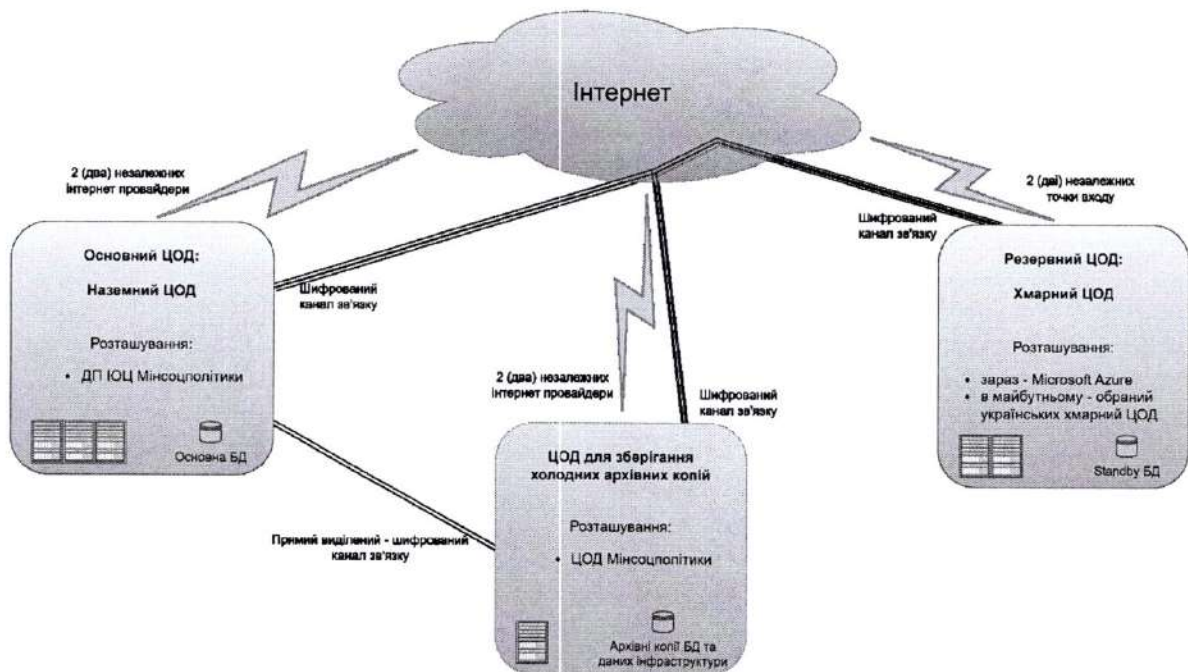 Інтернет
2 (два) незалежних
інтернет провайдери
2 (дві) незалежних
точки входу
Шифрований
канал зв'язку
Основний ЦОД:
Наземний ЦОД
Розташування:
• ДП ІОЦ Мінсоцполітики
Основна БД
Шифрований
канал зв'язку
Резервний ЦОД:
Хмарний ЦОД
Розташування:
• зараз - Microsoft Azure
• в майбутньому - обраний
українських хмарний ЦОД
Standby БД
2 (два) незалежних
інтернет провайдери
Шифрований
канал зв'язку
Прямий виділений - шифрований
канал зв'язку
ЦОД для зберігання
холодних архівних копій
Розташування:
• ЦОД Мінсоцполітики
Архівні копії БД та
даних інфраструктури